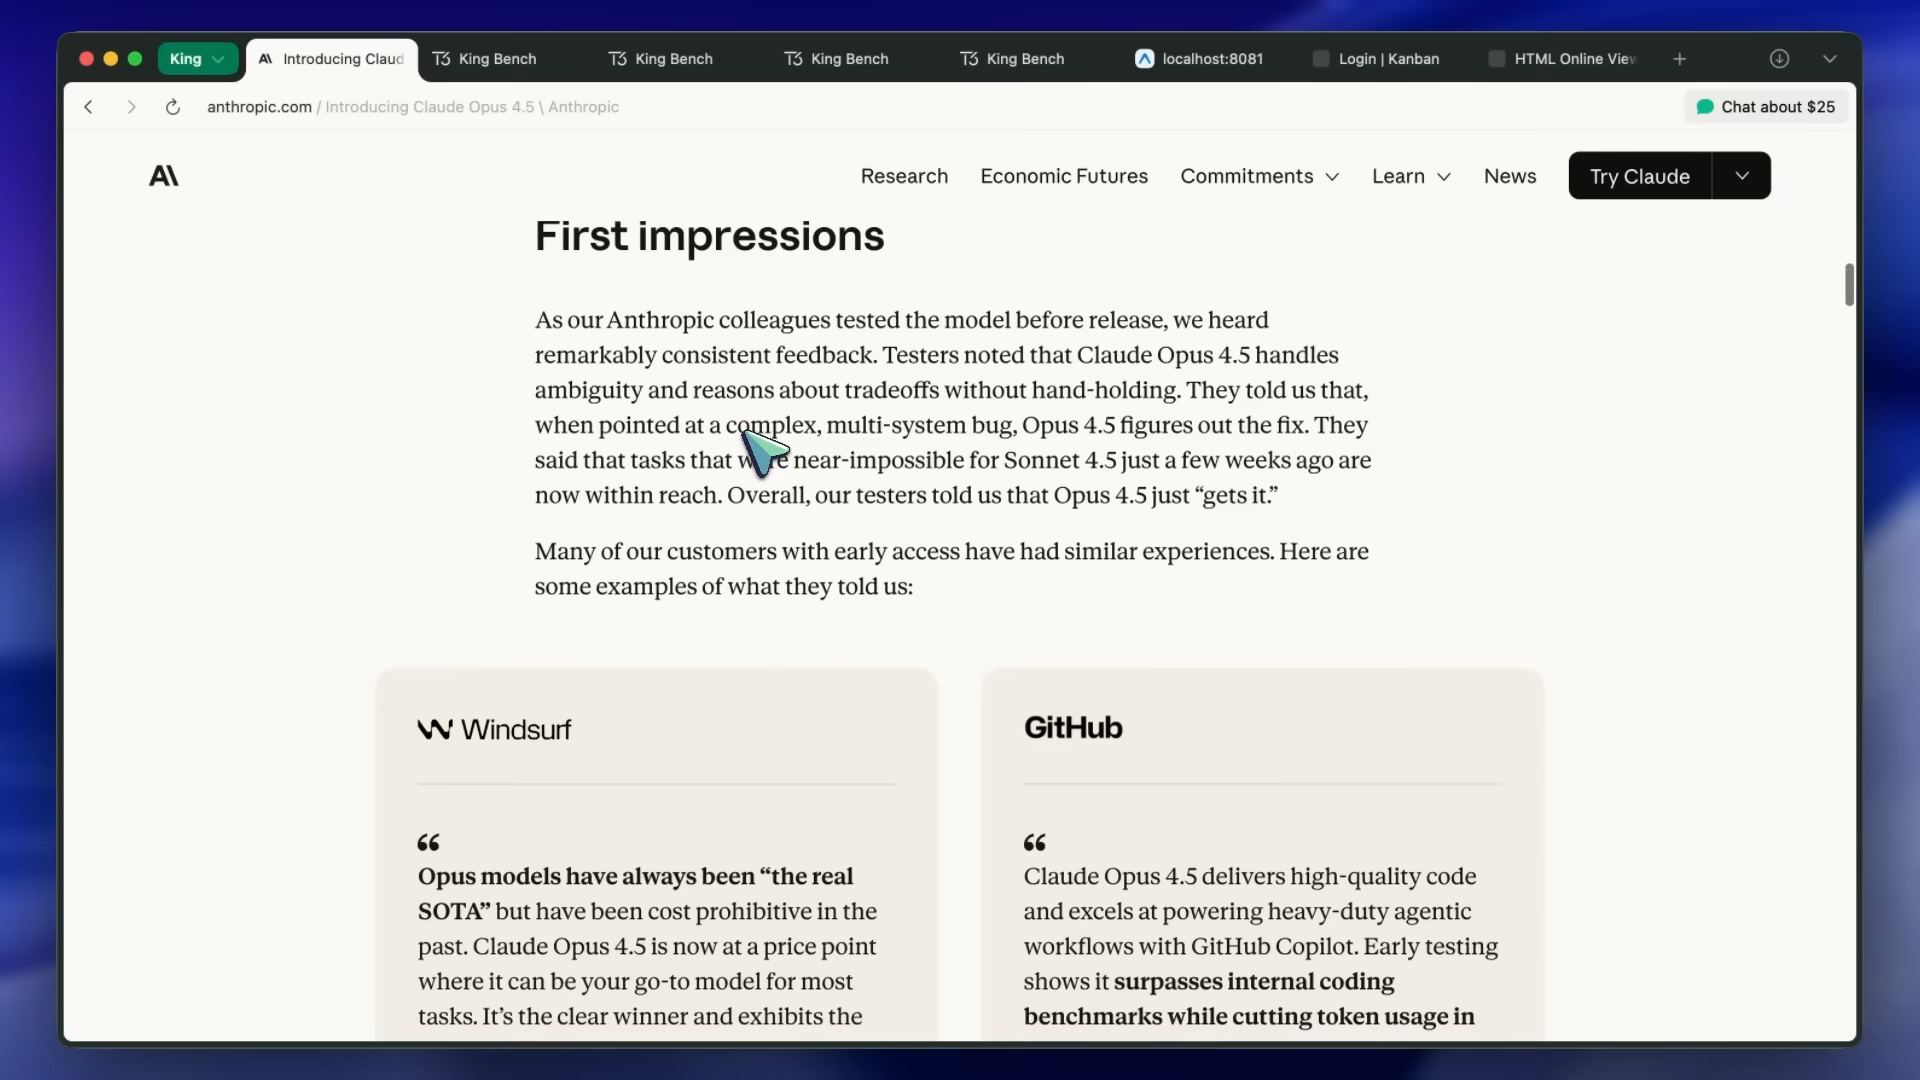 King
Introducing Claud
King Bench
King Bench
King Bench
King Bench
localhost:8081
Login | Kanban
HTML Online View
anthropic.com / Introducing Claude Opus 4.5 \ Anthropic
Chat about $25
Research
Economic Futures
Commitments
Learn
News
Try Claude
First impressions
As our Anthropic colleagues tested the model before release, we heard
remarkably consistent feedback. Testers noted that Claude Opus 4.5 handles
ambiguity and reasons about tradeoffs without hand-holding. They told us that,
when pointed at a complex, multi-system bug, Opus 4.5 figures out the fix. They
said that tasks that were near-impossible for Sonnet 4.5 just a few weeks ago are
now within reach. Overall, our testers told us that Opus 4.5 just “gets it.”
Many of our customers with early access have had similar experiences. Here are
some examples of what they told us:
Windsurf
“
Opus models have always been “the real
SOTA” but have been cost prohibitive in the
past. Claude Opus 4.5 is now at a price point
where it can be your go-to model for most
tasks. It’s the clear winner and exhibits the
GitHub
“
Claude Opus 4.5 delivers high-quality code
and excels at powering heavy-duty agentic
workflows with GitHub Copilot. Early testing
shows it surpasses internal coding
benchmarks while cutting token usage in